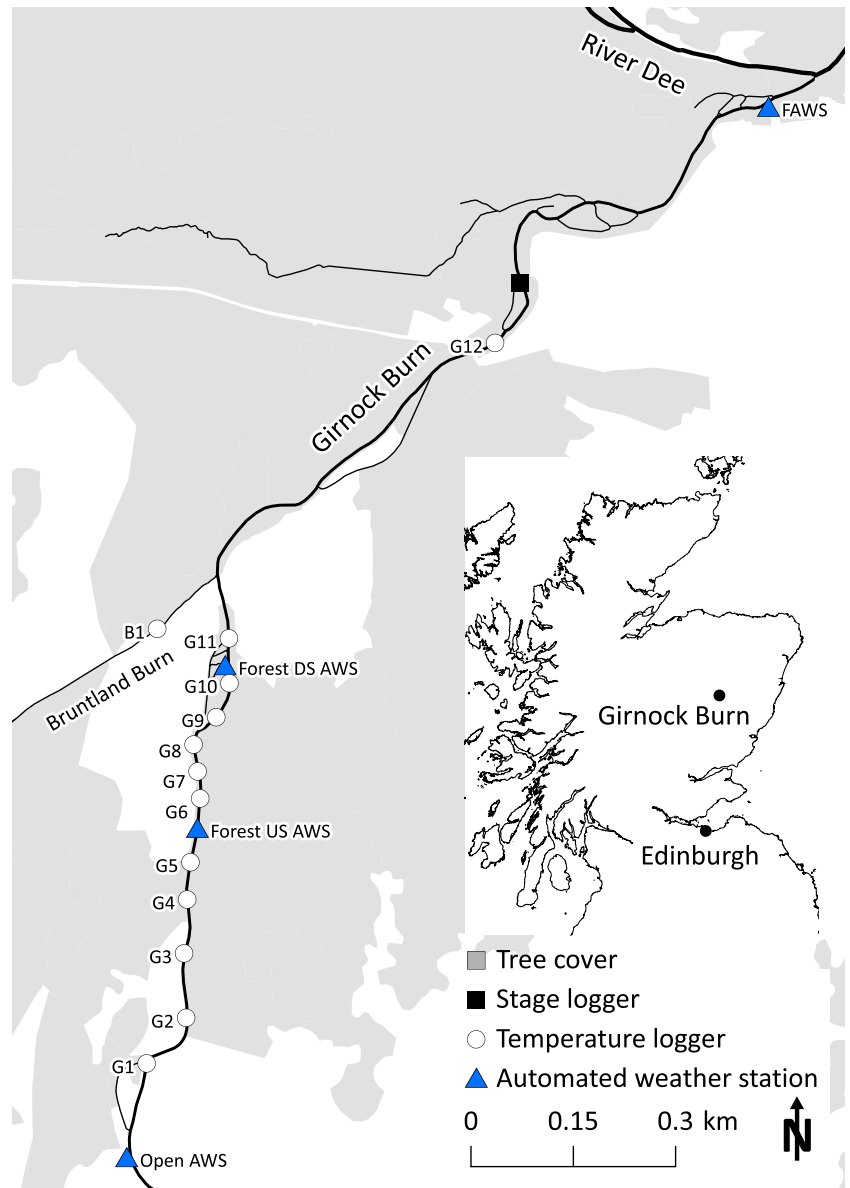 River Dee
FAWS
G12
Girnock Burn
B1
G11
Forest DS AWS
G10
Bruntland Burn
G9
G8
G7
G6
Forest US AWS
G5
G4
G3
G2
G1
Open AWS
Girnock Burn
Edinburgh
Tree cover
Stage logger
Temperature logger
Automated weather station
0 0.15 0.3 km
N